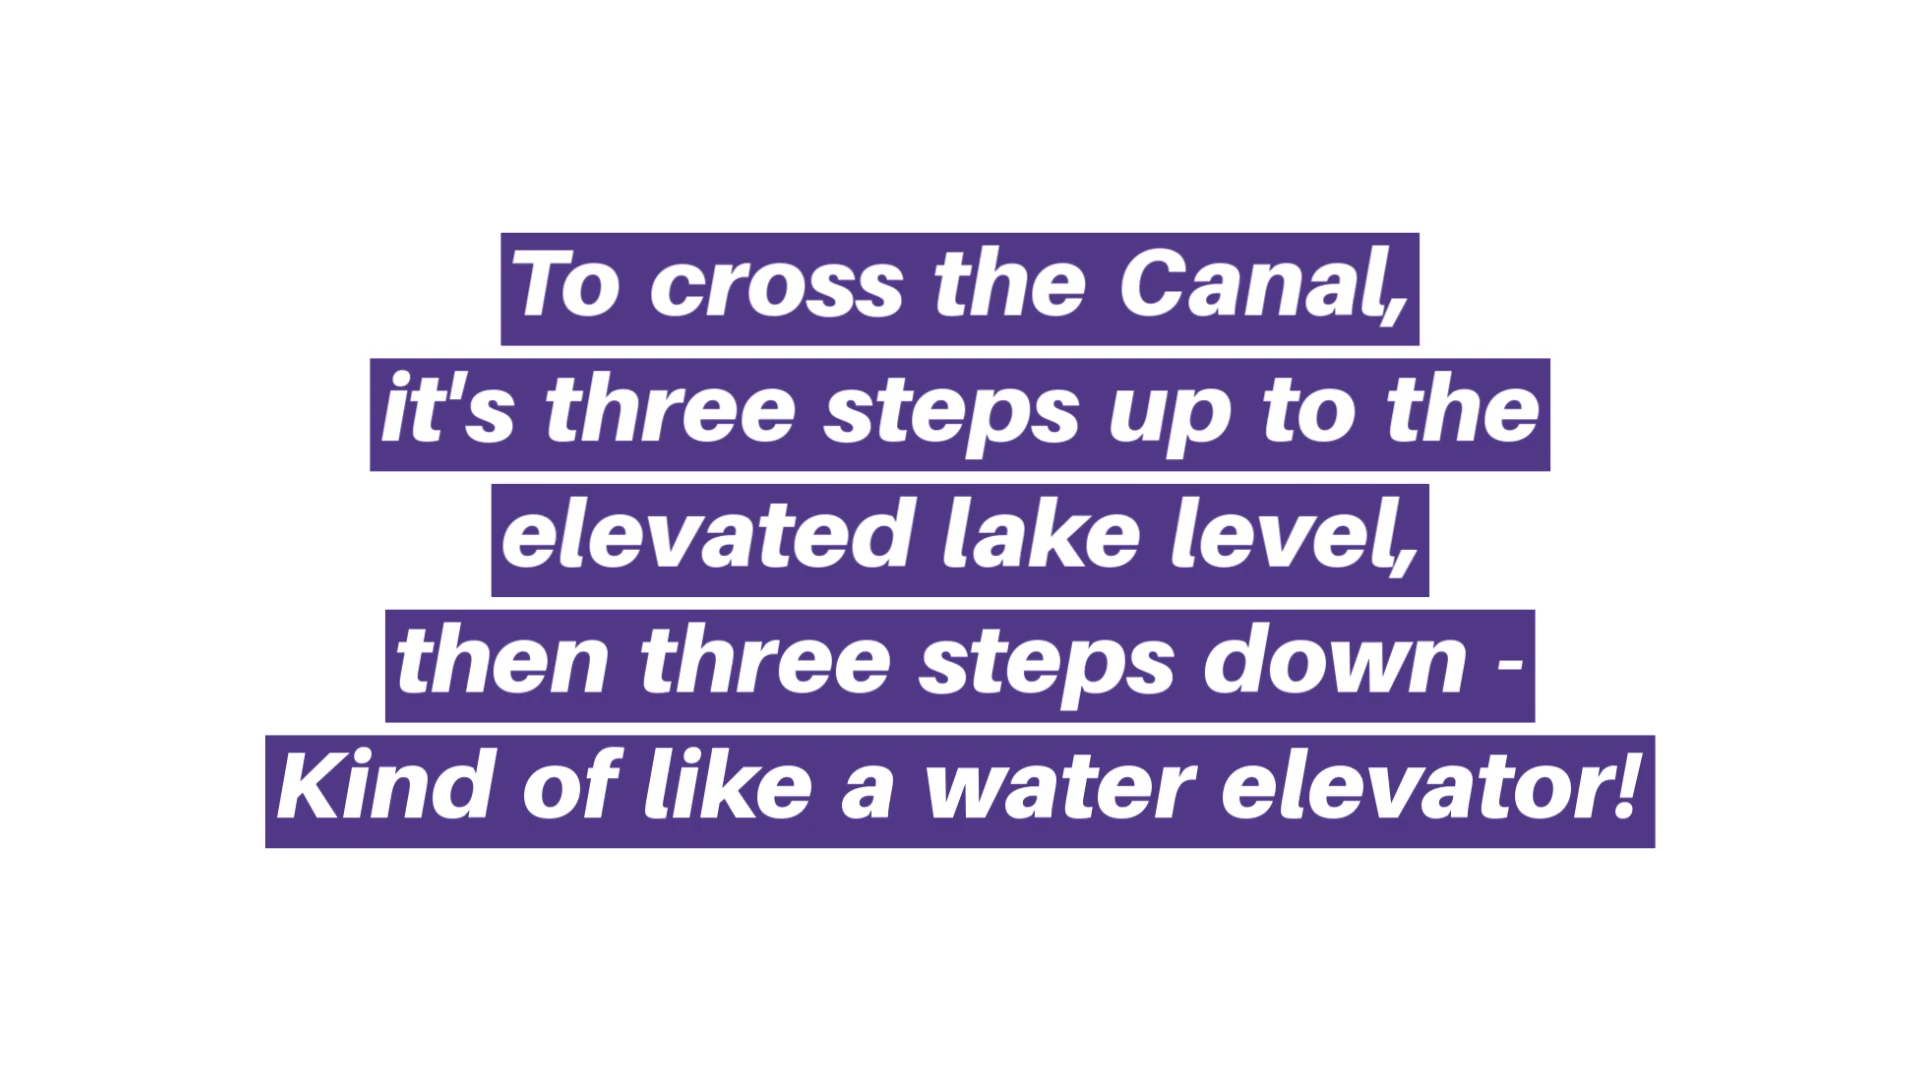 To cross the Canal,
it's three steps up to the
elevated lake level,
then three steps down -
Kind of like a water elevator!